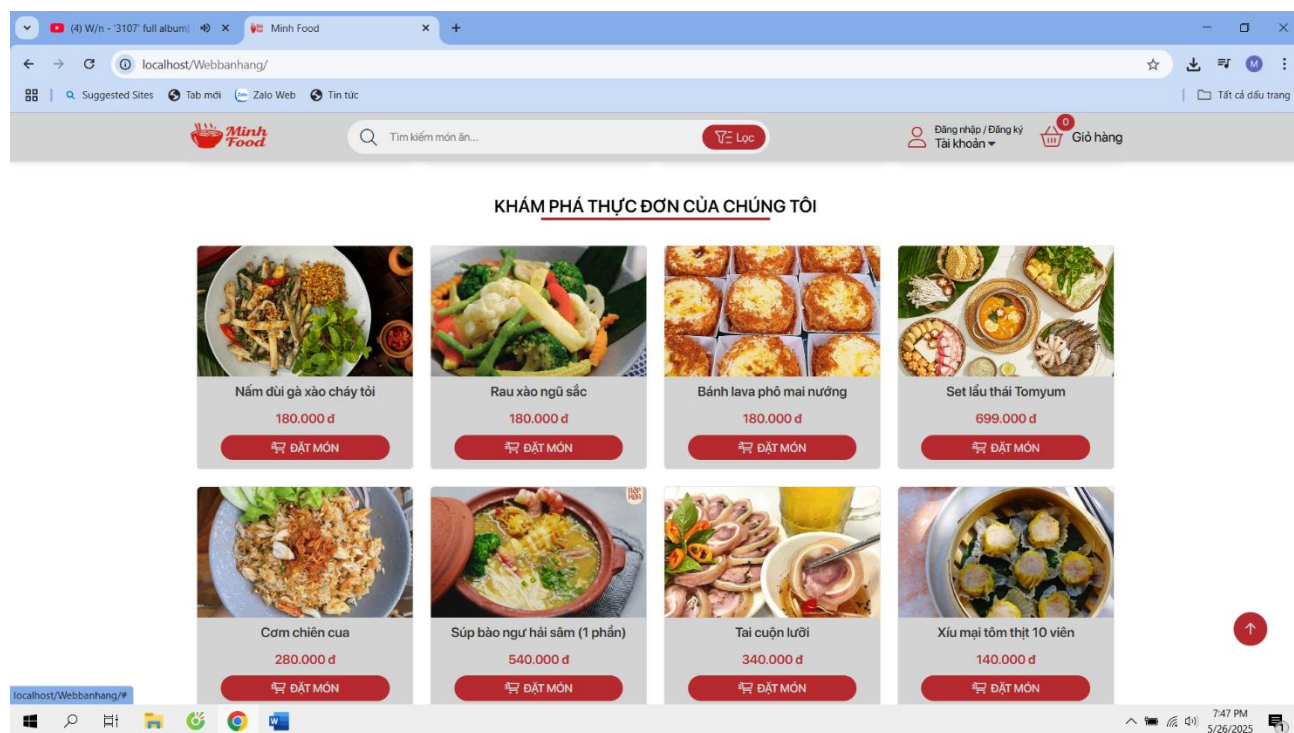 (4) W/n - '3107' full album|
Minh Food
localhost/Webbanhang/
M
Suggested Sites
Tab mới
Zalo Web
Tin tức
Tất cả dấu trang
Minh
Food
Tìm kiếm món ăn...
Lọc
Đăng nhập / Đăng ký
Tài khoản
0
Giỏ hàng
KHÁM PHÁ THỰC ĐƠN CỦA CHÚNG TÔI
Nấm đùi gà xào cháy tỏi
Rau xào ngũ sắc
Bánh lava phô mai nướng
Set lẩu thái Tomyum
180.000 đ
180.000 đ
180.000 đ
699.000 đ
ĐẶT MÓN
ĐẶT MÓN
ĐẶT MÓN
ĐẶT MÓN
Cơm chiên cua
Súp bào ngư hải sâm (1 phần)
Tai cuộn lưỡi
Xíu mại tôm thịt 10 viên
280.000 đ
540.000 đ
340.000 đ
140.000 đ
ĐẶT MÓN
ĐẶT MÓN
ĐẶT MÓN
ĐẶT MÓN
localhost/Webbanhang/#
7:47 PM
5/26/2025